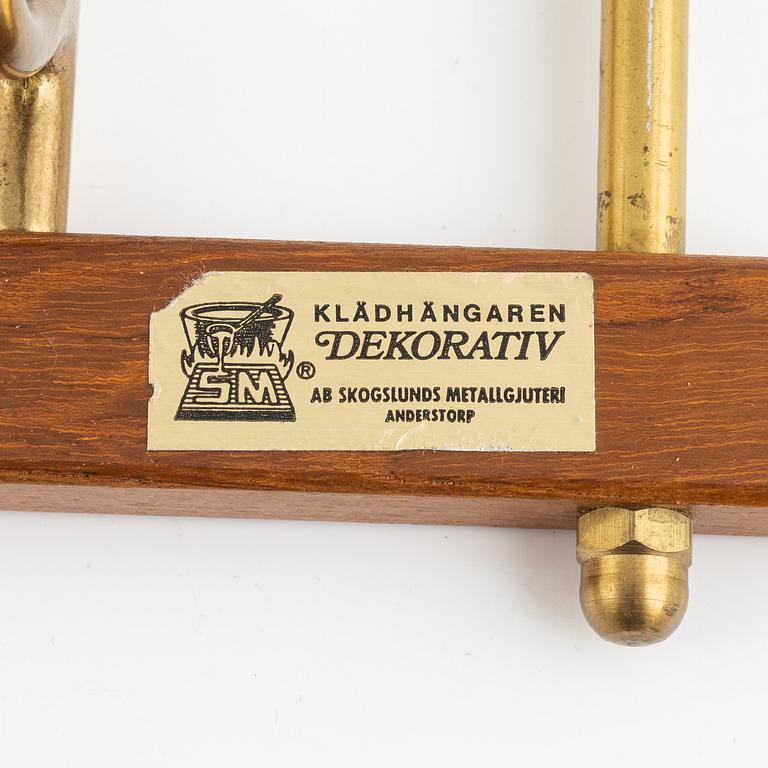 KLÄDHÄNGAREN
DEKORATIV
SM®
AB SKOGSLUNDS METALLGJUTERI
ANDERSTORP